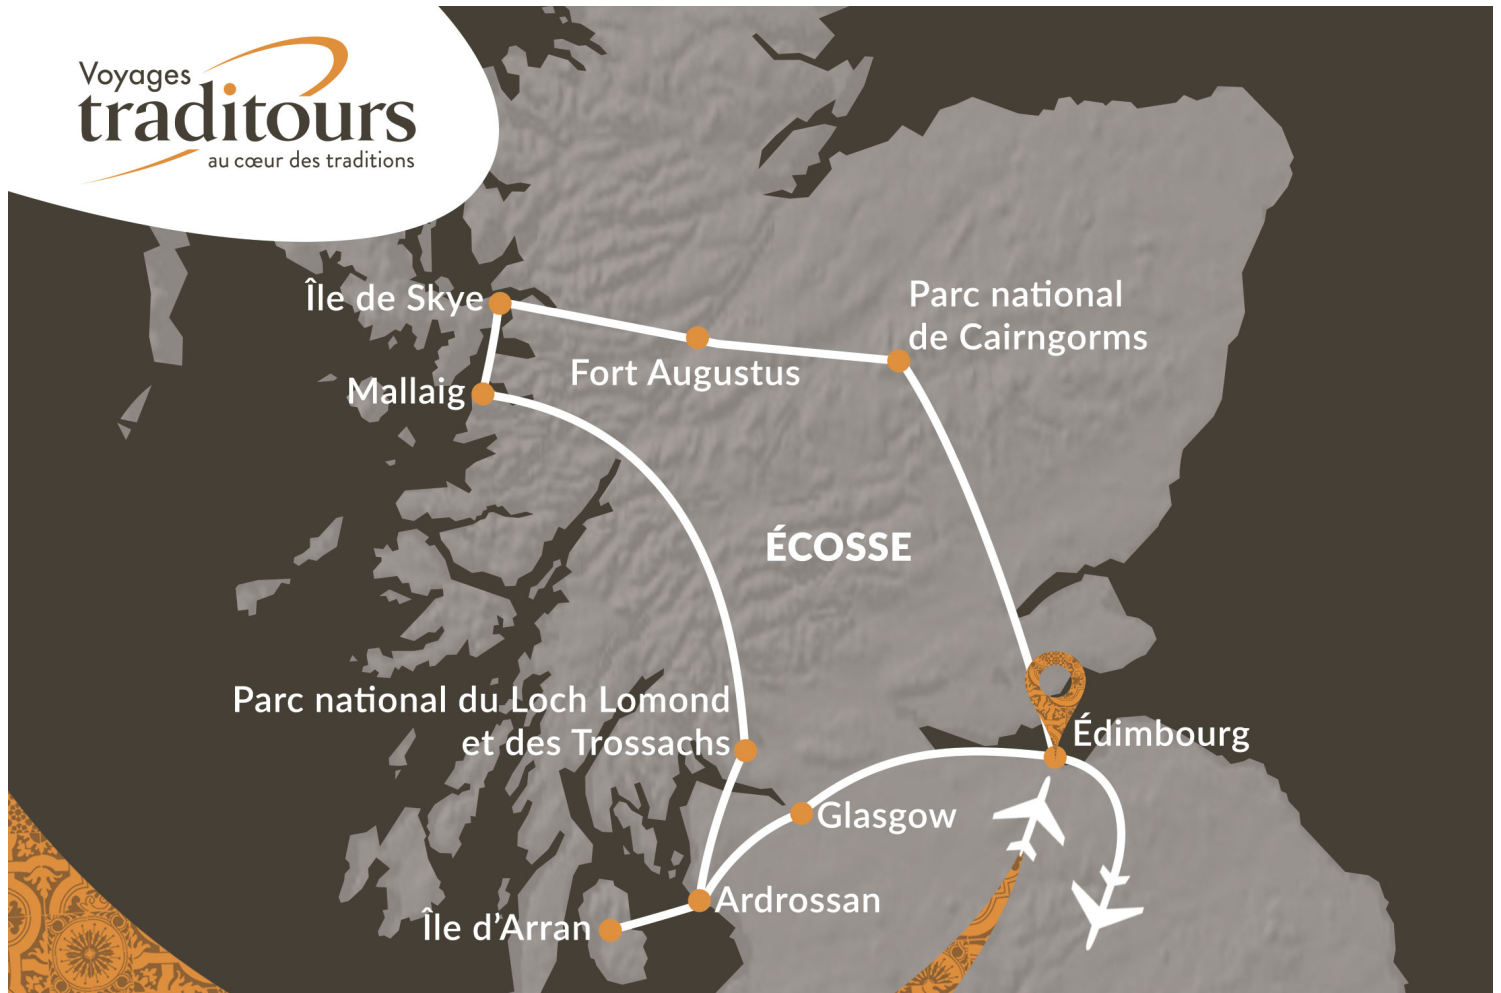 Voyages
traditours
au cœur des traditions
Île de Skye
Parc national
de Cairngorms
Fort Augustus
Mallaig
ÉCOSSE
Parc national du Loch Lomond
et des Trossachs
Édimbourg
Glasgow
Ardrossan
Île d’Arran